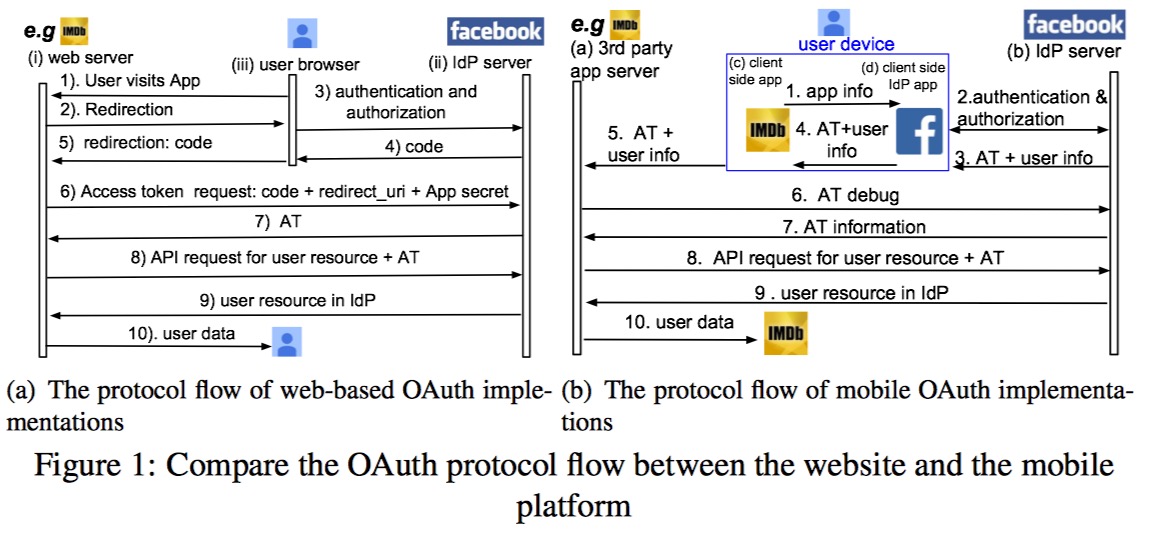 e.g IMDb
(i) web server
(iii) user browser
facebook
(ii) IdP server
1). User visits App
2). Redirection
3) authentication and
authorization
4) code
5) redirection: code
6) Access token request: code + redirect_uri + App secret
7) AT
8) API request for user resource + AT
9) user resource in IdP
10). user data
(a) The protocol flow of web-based OAuth imple-
mentations
e.g IMDb
(a) 3rd party
app server
user device
facebook
(b) IdP server
(c) client
side app
(d) client side
IdP app
1. app info
IMDb
4. AT+user
info
2.authentication &
authorization
3. AT + user info
5. AT +
user info
6. AT debug
7. AT information
8. API request for user resource + AT
9 . user resource in IdP
10. user data
IMDb
(b) The protocol flow of mobile OAuth implementa-
tions
Figure 1: Compare the OAuth protocol flow between the website and the mobile
platform